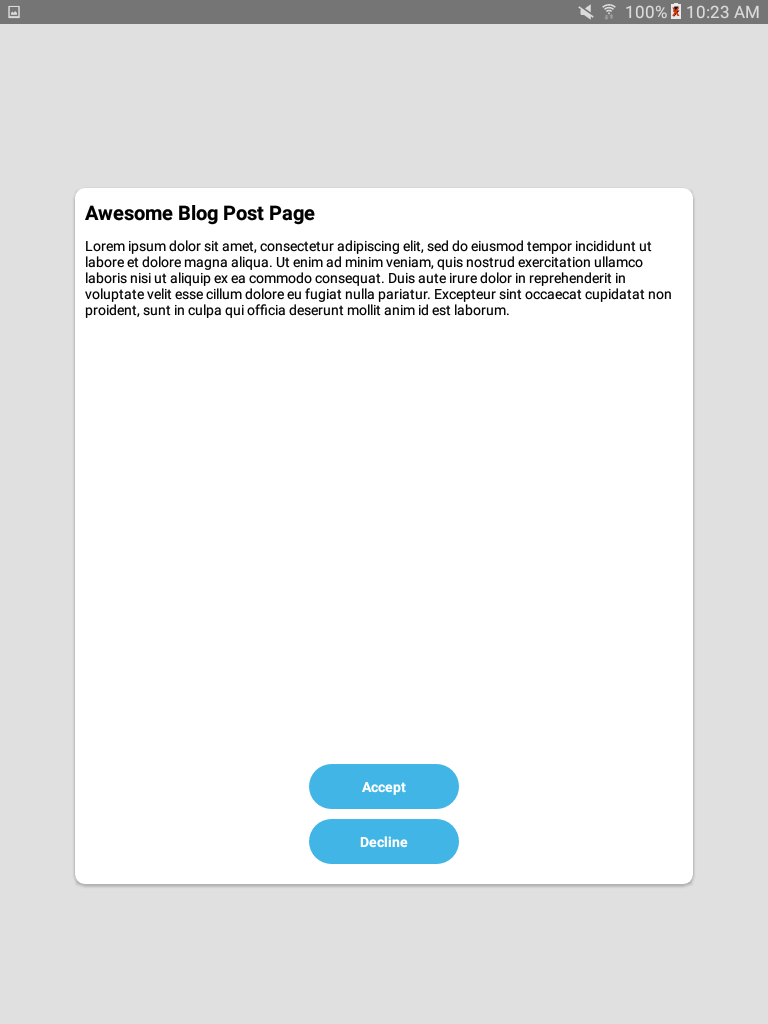 100% 10:23 AM
Awesome Blog Post Page
Lorem ipsum dolor sit amet, consectetur adipiscing elit, sed do eiusmod tempor incididunt ut
labore et dolore magna aliqua. Ut enim ad minim veniam, quis nostrud exercitation ullamco
laboris nisi ut aliquip ex ea commodo consequat. Duis aute irure dolor in reprehenderit in
voluptate velit esse cillum dolore eu fugiat nulla pariatur. Excepteur sint occaecat cupidatat non
proident, sunt in culpa qui officia deserunt mollit anim id est laborum.
Accept
Decline